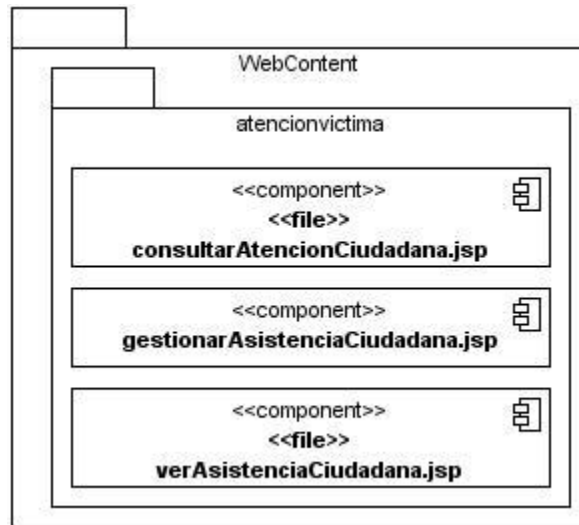 WebContent
atencionvictima
<<component>>
<<file>>
consultarAtencionCiudadana.jsp
<<component>>
gestionarAsistenciaCiudadana.jsp
<<component>>
<<file>>
verAsistenciaCiudadana.jsp